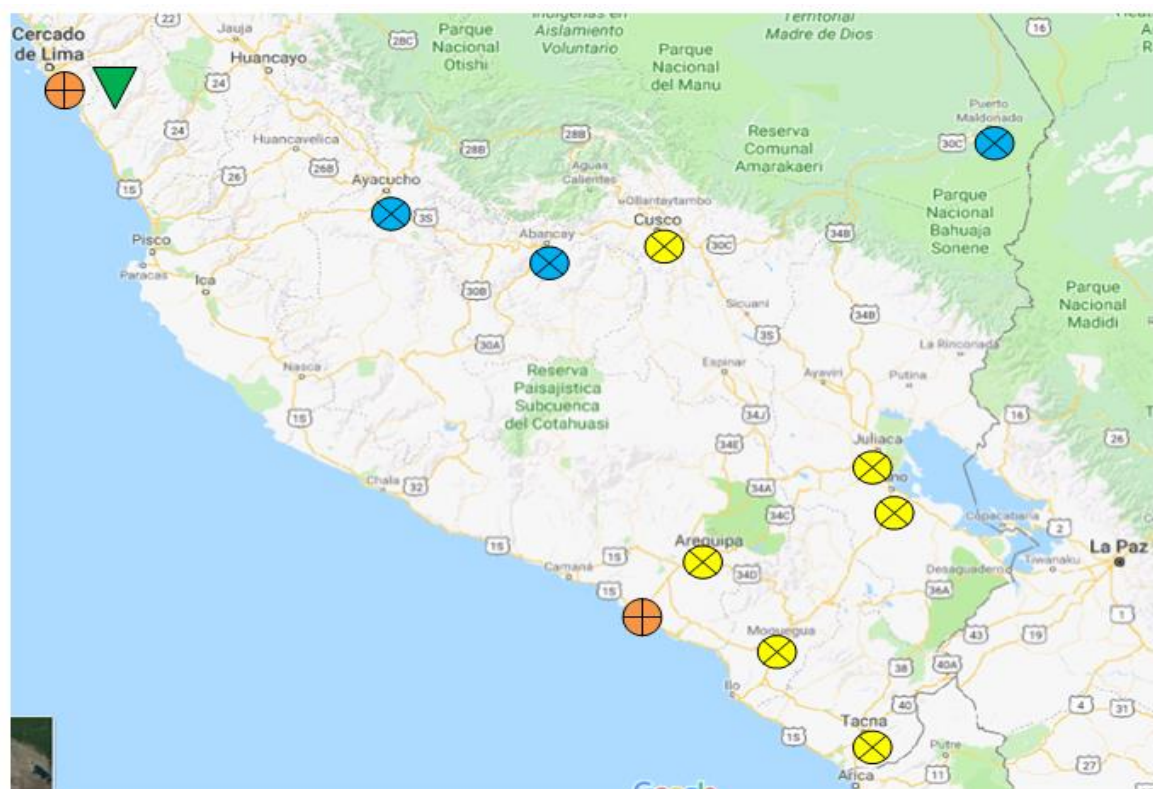 Cercado
de Lima
22
Jauja
Huancayo
28C
Parque
Nacional
Otishi
Indígenas en
Aislamiento
Voluntario
Parque
Nacional
del Manu
Territorial
Madre de Dios
16
24
24
Huancavelica
26
26B
28B
28B
Ayacucho
3S
1S
Aguas
Calientes
Ollantaytambo
Cusco
30C
Abancay
Reserva
Comunal
Amarakaeri
Puerto
Maldonado
30C
Parque
Nacional
Bahuaja
Sonene
34B
Pisco
Paracas
Ica
30B
30A
Sicuani
3S
34B
Parque
Nacional
Madidi
La Rinconada
Nasca
1S
Reserva
Paisajística
Subcuenca
del Cotahuasi
Espinar
Ayaviri
Putina
34J
16
26
34E
Juliaca
Chala
32
34A
34C
Copacabana
2
1S
1S
Arequipa
34D
Camaná
1S
Desaguadero
Tiwanaku
La Paz
36A
1
Moquegua
43
19
38
40A
Ilo
40
4
31
1S
Tacna
Putre
Arica
11
27
Google